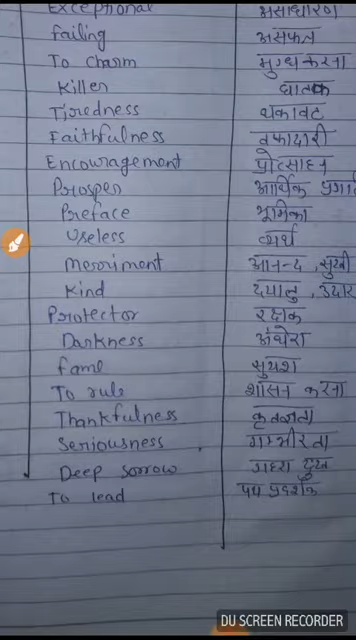 Exceptional असाधारण
failing असफल
To charm मुग्ध करना
Killer घातक
Tiredness थकावट
Faithfulness वफादारी
Encouragement प्रोत्साहन
Prosper आर्थिक
Preface भूमिका
Useless व्यर्थ
Merriment आनन्द, सुखी
Kind दयालु, उदार
Protector रक्षक
Darkness अंधेरा
fame सुयश
To rule शासन करना
Thankfulness कृतज्ञता
Seriousness गम्भीरता
Deep sorrow गहरा दुख
To lead पथ प्रदर्शक
DU SCREEN RECORDER